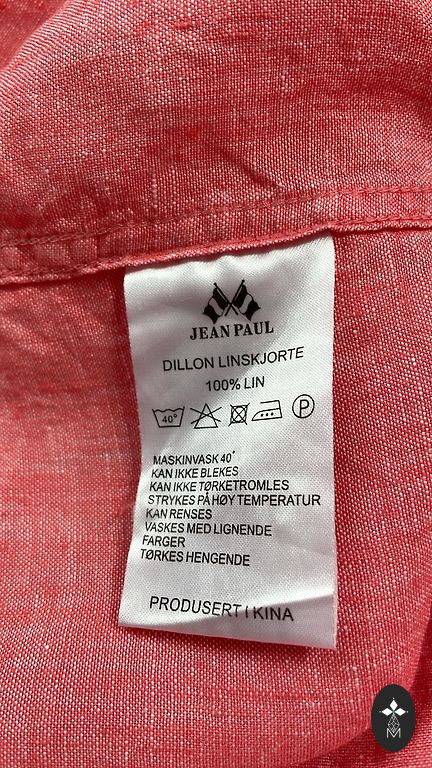 JEAN PAUL
DILLON LINSKJORTE
100% LIN
40°
P
MASKINVASK 40°
KAN IKKE BLEKES
KAN IKKE TØRKETROMLES
STRYKES PÅ HØY TEMPERATUR
KAN RENSES
VASKES MED LIGNENDE
FARGER
TØRKES HENGENDE
PRODUSERT I KINA
M